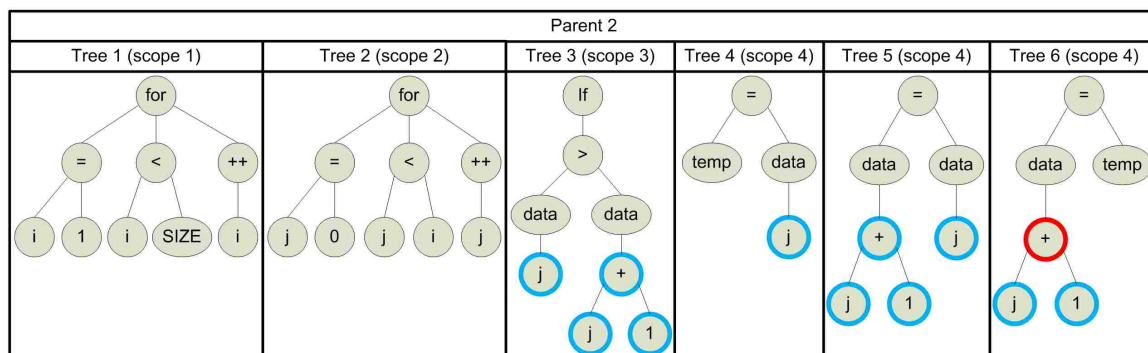 Parent 2
Tree 1 (scope 1) Tree 2 (scope 2) Tree 3 (scope 3) Tree 4 (scope 4) Tree 5 (scope 4) Tree 6 (scope 4)
for for If = = =
= < ++ = < ++ > temp data data data data temp
i 1 i SIZE i j 0 j i j data data j + j +
j + j 1 j 1
j 1